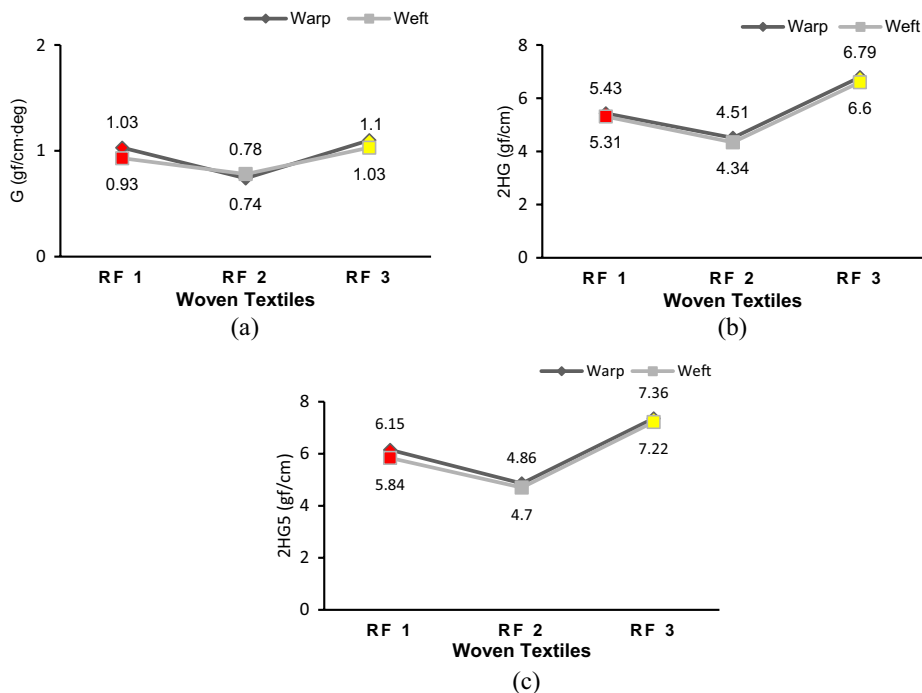 Warp Weft
2
1
0
G (gf/cm·deg)
1.03 0.78 1.1
0.93 0.74 1.03
RF 1 RF 2 RF 3
Woven Textiles
(a)
Warp Weft
8
6
4
2
0
2HG (gf/cm)
5.43 4.51 6.79
5.31 4.34 6.6
RF 1 RF 2 RF 3
Woven Textiles
(b)
Warp Weft
8
6
4
2
0
2HG5 (gf/cm)
6.15 4.86 7.36
5.84 4.7 7.22
RF 1 RF 2 RF 3
Woven Textiles
(c)